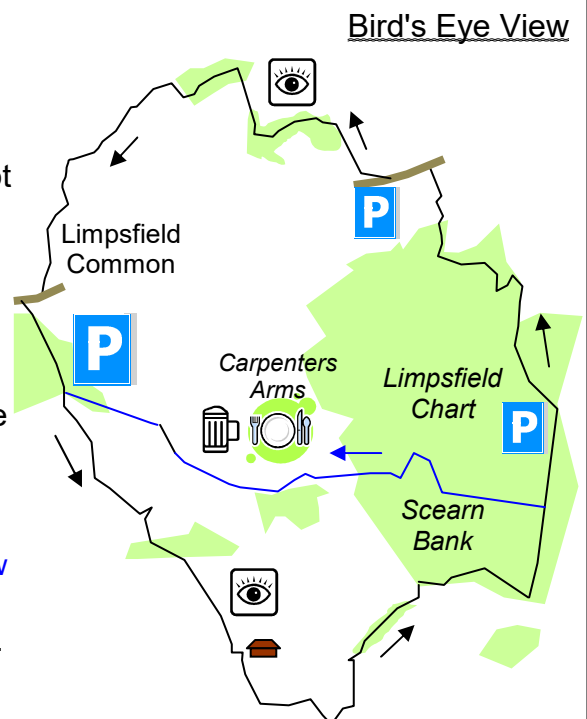 Bird's Eye View
P
Limpsfield
Common
P
Carpenters
Arms
Limpsfield
Chart
P
Scearn
Bank